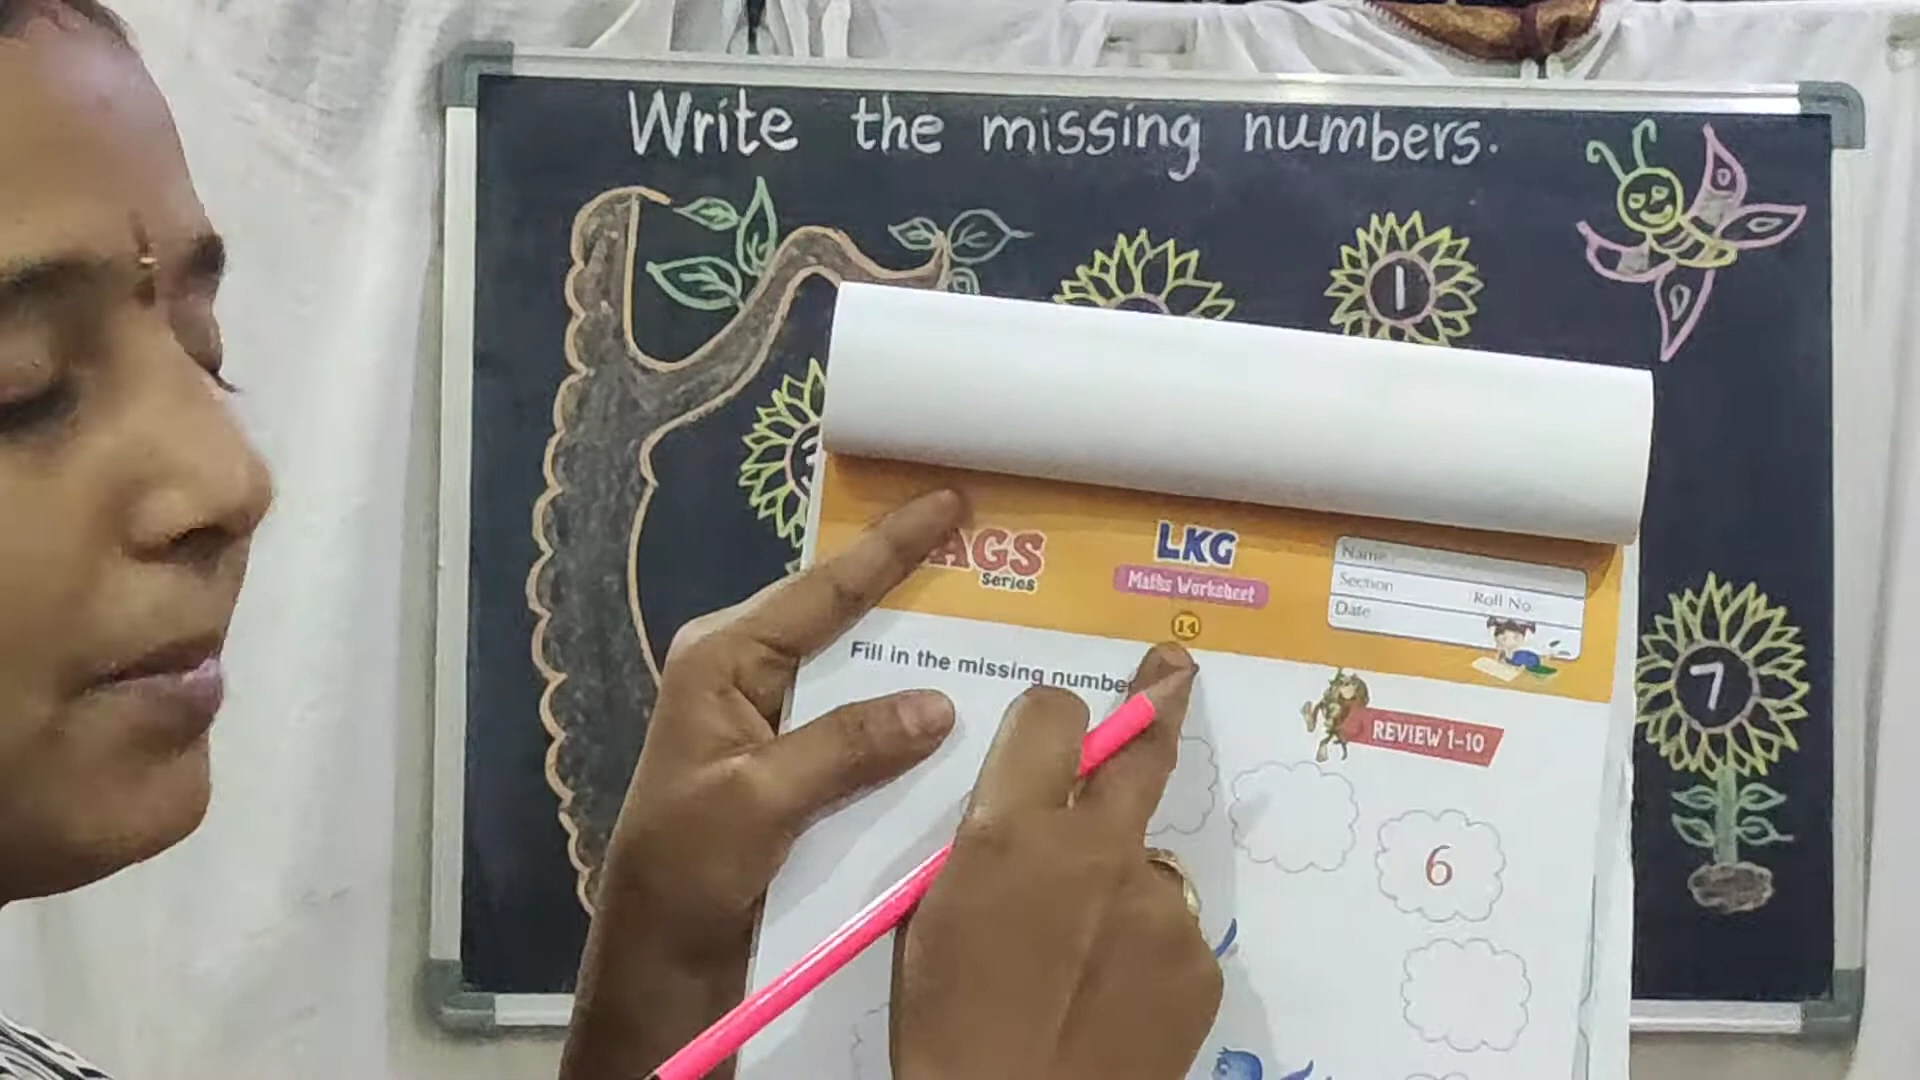 Write the missing numbers.
1
AGS
Series
LKG
Maths Worksheet
14
Name
Section
Roll No
Date
Fill in the missing
REVIEW 1-10
6
7